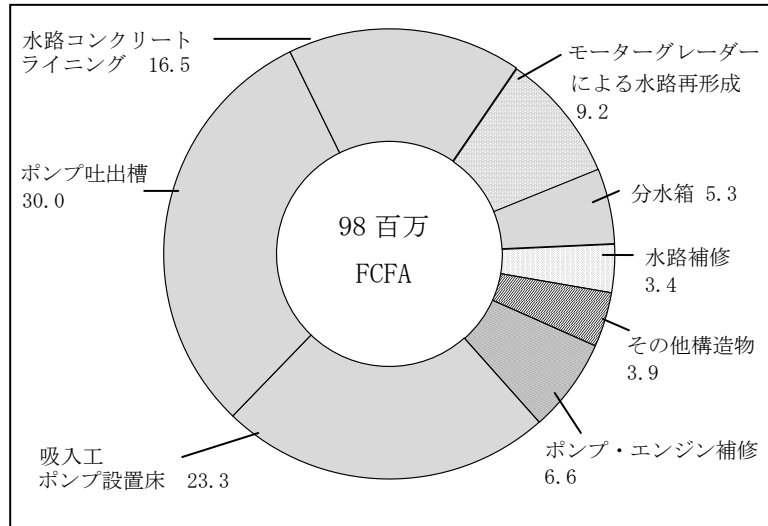 水路コンクリート
ライニング 16.5
モーターグレーダー
による水路再形成
9.2
ポンプ吐出槽
30.0
98 百万
FCFA
分水箱 5.3
水路補修
3.4
その他構造物
3.9
ポンプ・エンジン補修
6.6
吸入工
ポンプ設置床 23.3